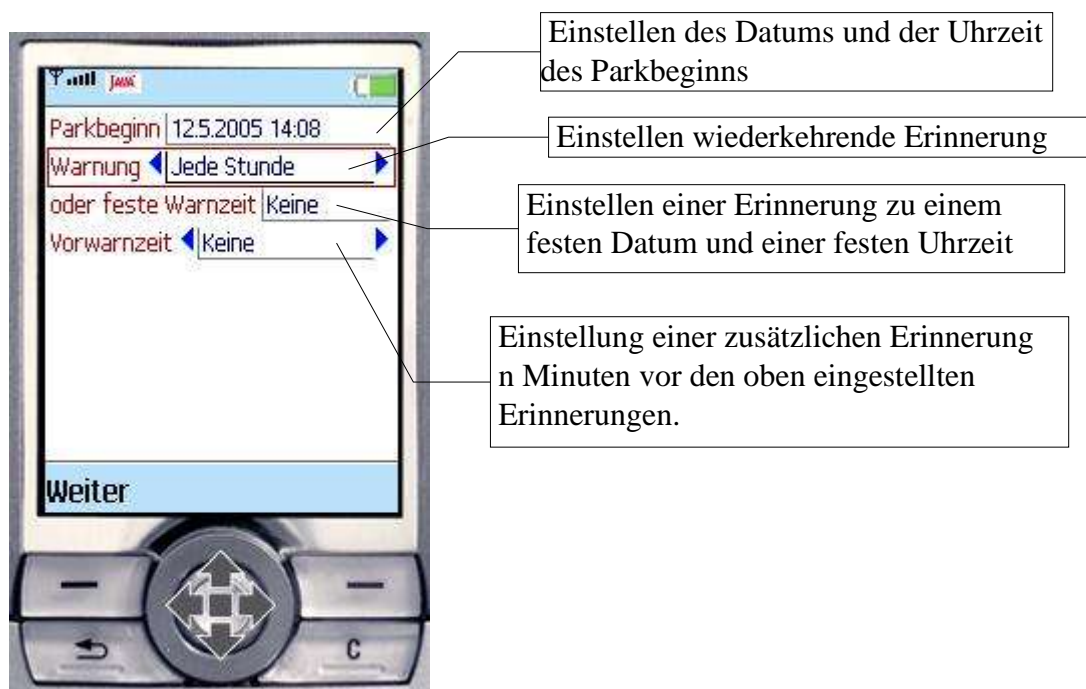 Einstellen des Datums und der Uhrzeit
des Parkbeginns
JAVA
Parkbeginn 12.5.2005 14:08
Einstellen wiederkehrende Erinnerung
Warnung Jede Stunde
oder feste Warnzeit Keine
Einstellen einer Erinnerung zu einem
festen Datum und einer festen Uhrzeit
Vorwarnzeit Keine
Einstellung einer zusätzlichen Erinnerung
n Minuten vor den oben eingestellten
Erinnerungen.
Weiter
C